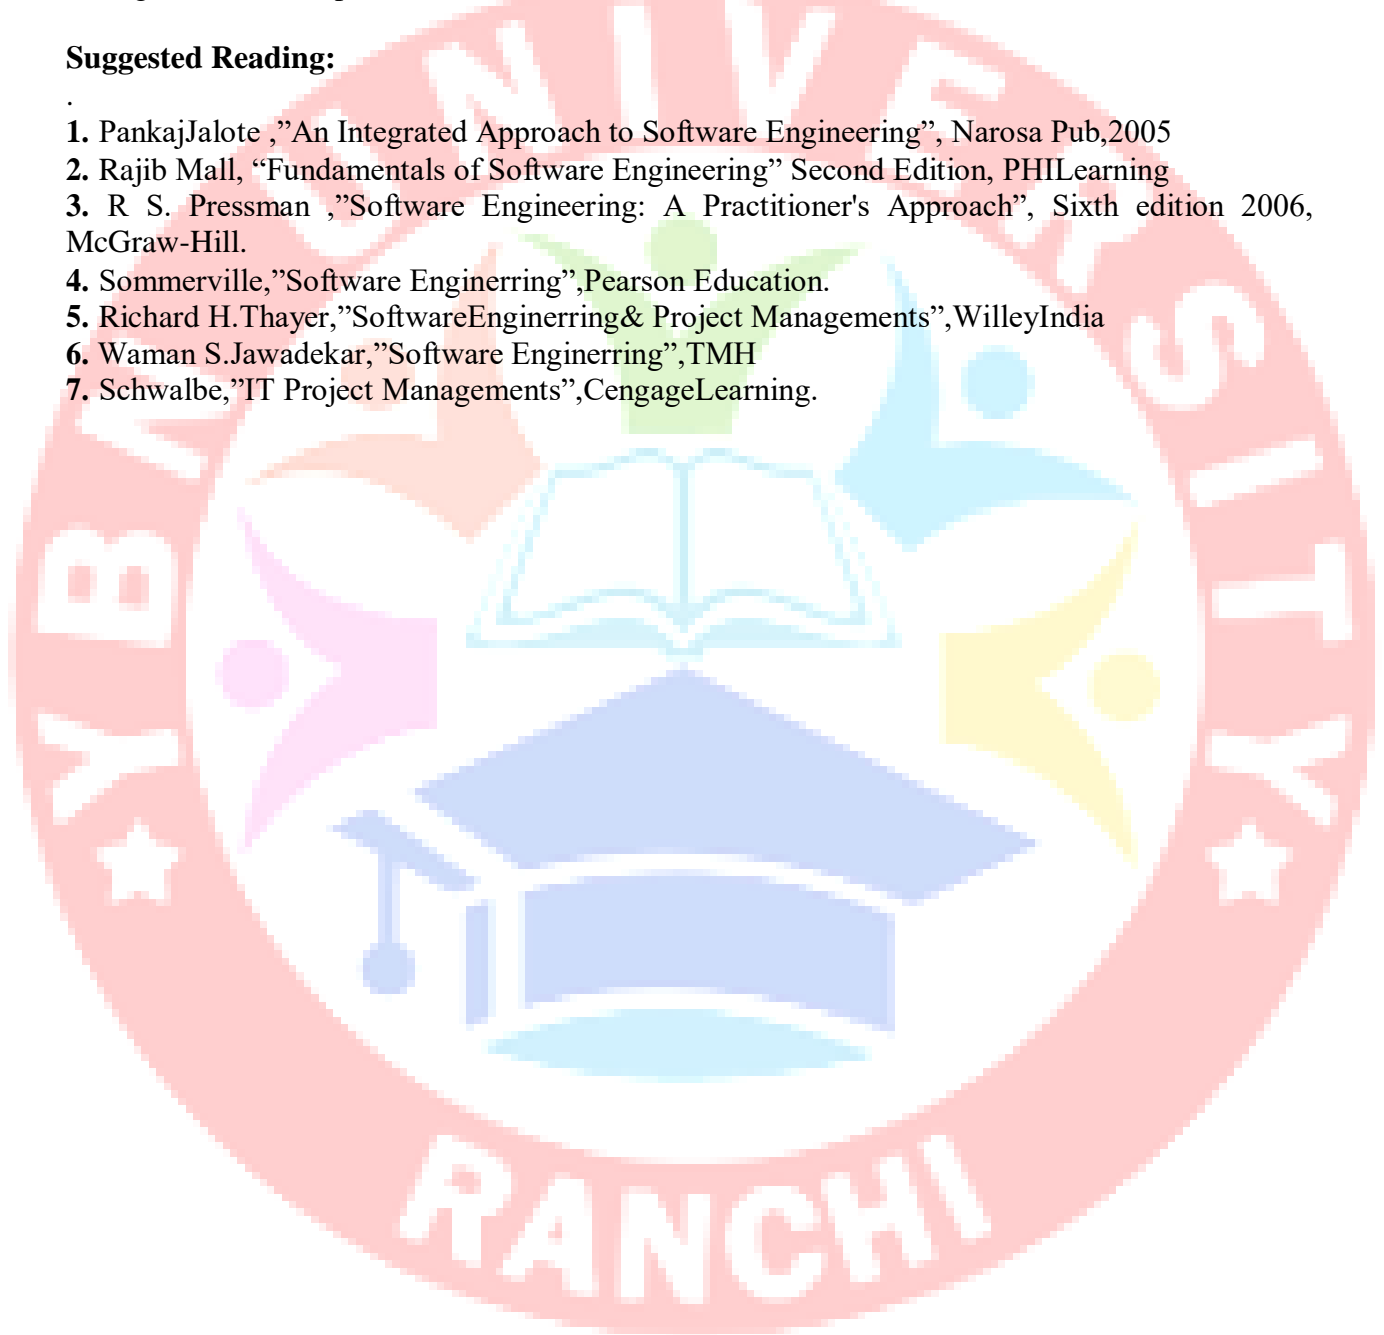 Suggested Reading:
.
1. PankajJalote ,”An Integrated Approach to Software Engineering”, Narosa Pub,2005
2. Rajib Mall, “Fundamentals of Software Engineering” Second Edition, PHILearning
3. R S. Pressman ,”Software Engineering: A Practitioner's Approach”, Sixth edition 2006,
McGraw-Hill.
4. Sommerville,”Software Enginerring”,Pearson Education.
5. Richard H.Thayer,”SoftwareEnginerring& Project Managements”,WilleyIndia
6. Waman S.Jawadekar,”Software Enginerring”,TMH
7. Schwalbe,”IT Project Managements”,CengageLearning.
YBN UNIVERSITY
RANCHI